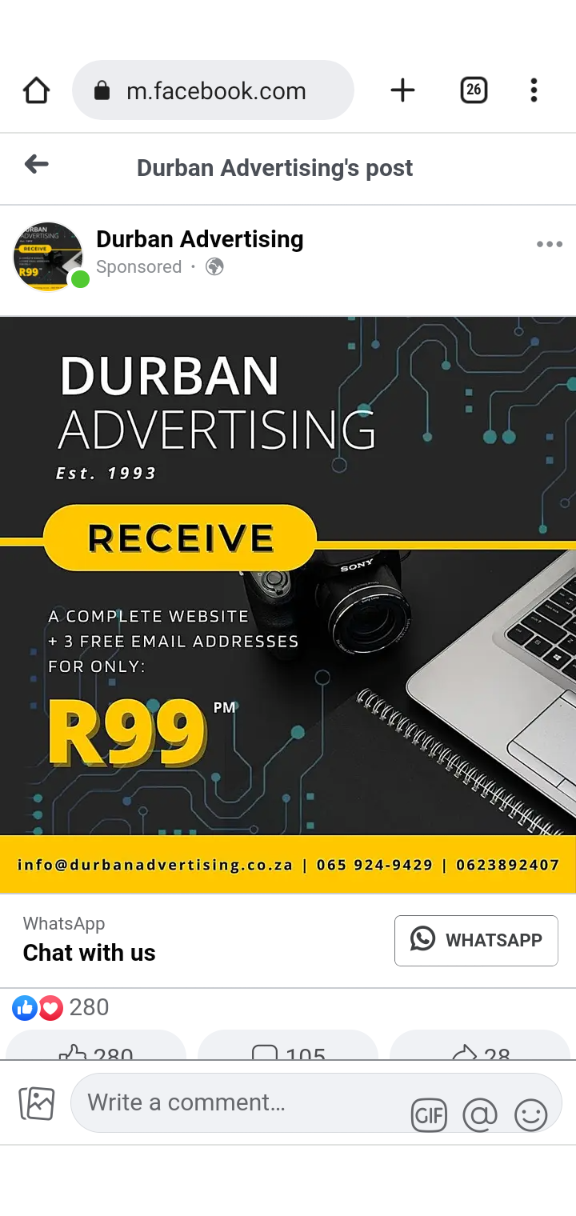 m.facebook.com
26
Durban Advertising's post
Durban Advertising
Sponsored ·
DURBAN
ADVERTISING
Est. 1993
RECEIVE
SONY
A COMPLETE WEBSITE
+ 3 FREE EMAIL ADDRESSES
FOR ONLY:
R99 PM
info@durbanadvertising.co.za | 065 924-9429 | 0623892407
WhatsApp
Chat with us
WHATSAPP
280
280 105 28
Write a comment...
GIF @